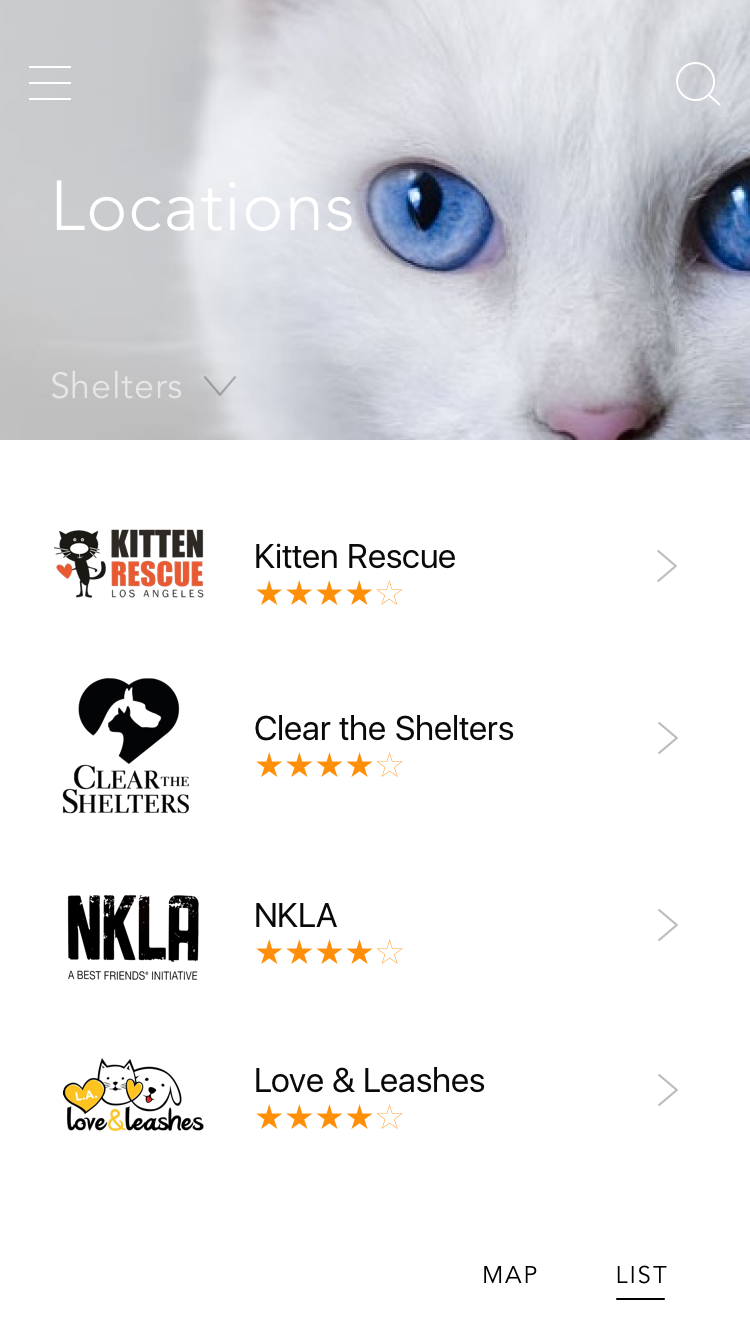 Locations
Shelters
KITTEN
RESCUE
LOS ANGELES
Kitten Rescue
★★★★☆
CLEAR THE
SHELTERS
Clear the Shelters
★★★★☆
NKLA
A BEST FRIENDS® INITIATIVE
NKLA
★★★★☆
L.A.
love&leashes
Love & Leashes
★★★★☆
MAP LIST